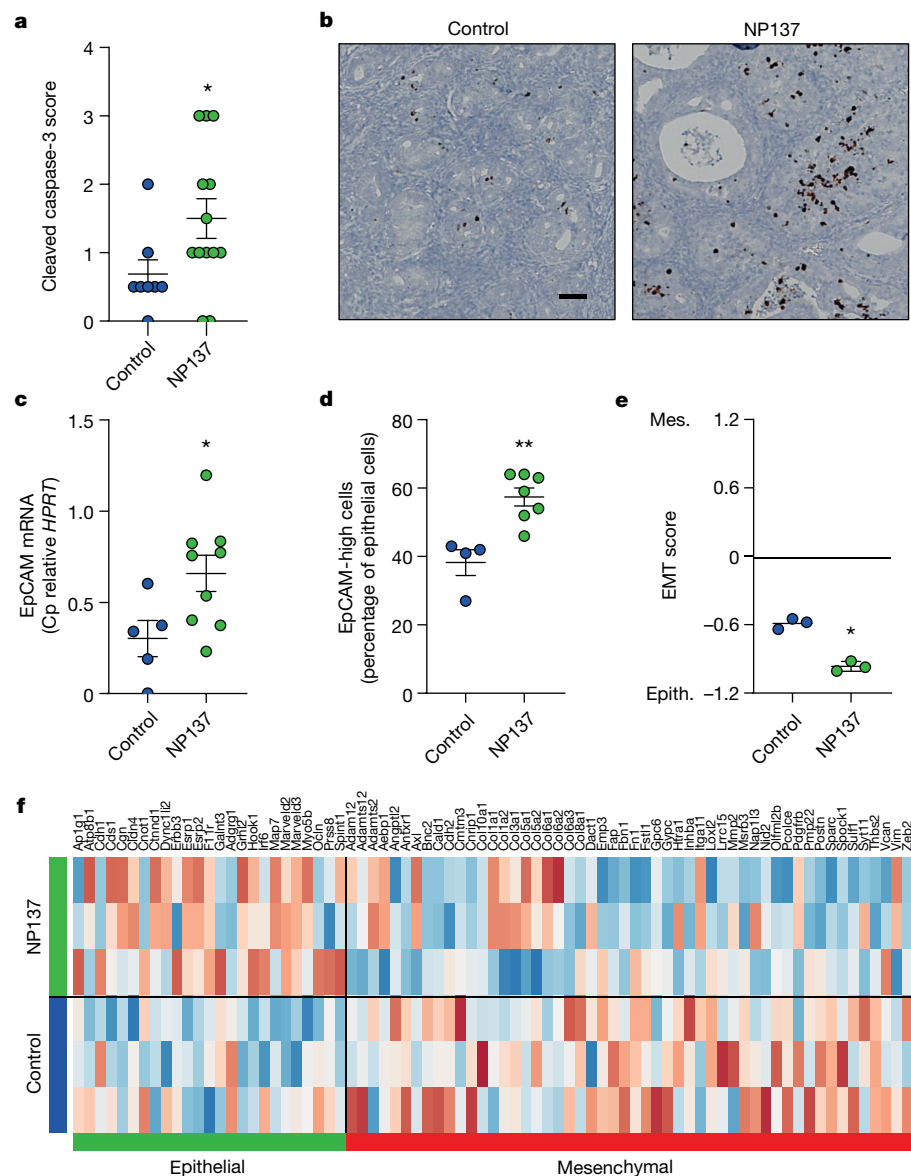 a
Cleaved caspase-3 score
4
3
2
1
0
*
Control
NP137
b
Control
NP137
c
EpCAM mRNA
(Cp relative HPRT)
1.5
1.0
0.5
0
*
Control
NP137
d
EpCAM-high cells
(percentage of epithelial cells)
80
60
40
20
0
**
Control
NP137
e
Mes.
EMT score
Epith.
1.2
0.6
0
−0.6
−1.2
*
Control
NP137
f
Ap1g1
Atp8b1
Cdh1
Cds1
Cgn
Cldn4
Cnot1
Ctnnd1
Dync1li2
Erbb3
Esrp1
Esrp2
F11r
Galnt3
Adgrg1
Grhl2
Hook1
Irf6
Map7
Marveld2
Marveld3
Myo5b
Ocln
Prss8
Spint1
Adam12
Adamts12
Adamts2
Aebp1
Angptl2
Antxr1
Axl
Bnc2
Cald1
Cdh2
Cmtm3
Cnrip1
Col10a1
Col1a1
Col1a2
Col3a1
Col5a1
Col5a2
Col6a1
Col6a2
Col6a3
Col8a1
Dact1
Emp3
Fap
Fbn1
Fn1
Fstl1
Gpc6
Gypc
Htra1
Inhba
Itga11
Loxl2
Lrrc15
Mmp2
Msrb3
Nap1l3
Nid2
Olfml2b
Pcolce
Pdgfrb
Pmp22
Postn
Sparc
Spock1
Sulf1
Syt11
Thbs2
Vcan
Vim
Zeb2
NP137
Control
Epithelial
Mesenchymal